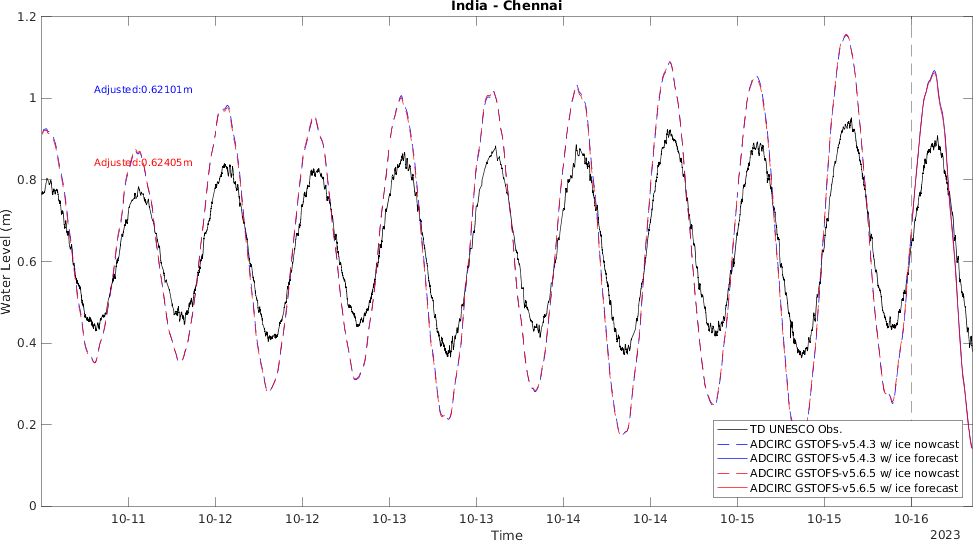 India - Chennai
1.2
1
0.8
0.6
0.4
0.2
0
Water Level (m)
Adjusted:0.62101m
Adjusted:0.62405m
TD UNESCO Obs.
ADCIRC GSTOFS-v5.4.3 w/ ice nowcast
ADCIRC GSTOFS-v5.4.3 w/ ice forecast
ADCIRC GSTOFS-v5.6.5 w/ ice nowcast
ADCIRC GSTOFS-v5.6.5 w/ ice forecast
10-11 10-12 10-12 10-13 10-13 10-14 10-14 10-15 10-15 10-16
Time
2023